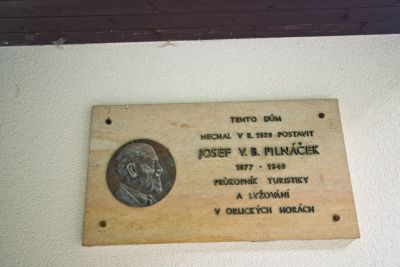 TENTO DŮM
NECHAL V R. 1929 POSTAVIT
JOSEF V. B. PILNÁČEK
1877 - 1949
PRŮKOPNÍK TURISTIKY
A LYŽOVÁNÍ
V ORLICKÝCH HORÁCH